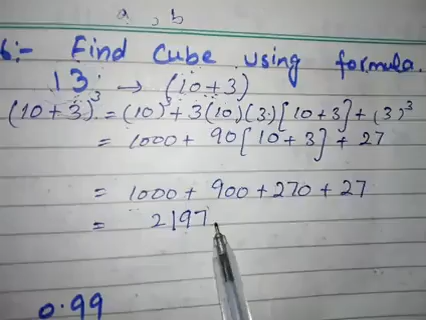 a , b
6:- Find Cube using formula.
13 → (10+3)
(10+3)³ = (10)³+3(10)(3)[10+3]+(3)³
= 1000+ 90[10+3]+27
= 1000+ 900+270+27
= 2197
0.99